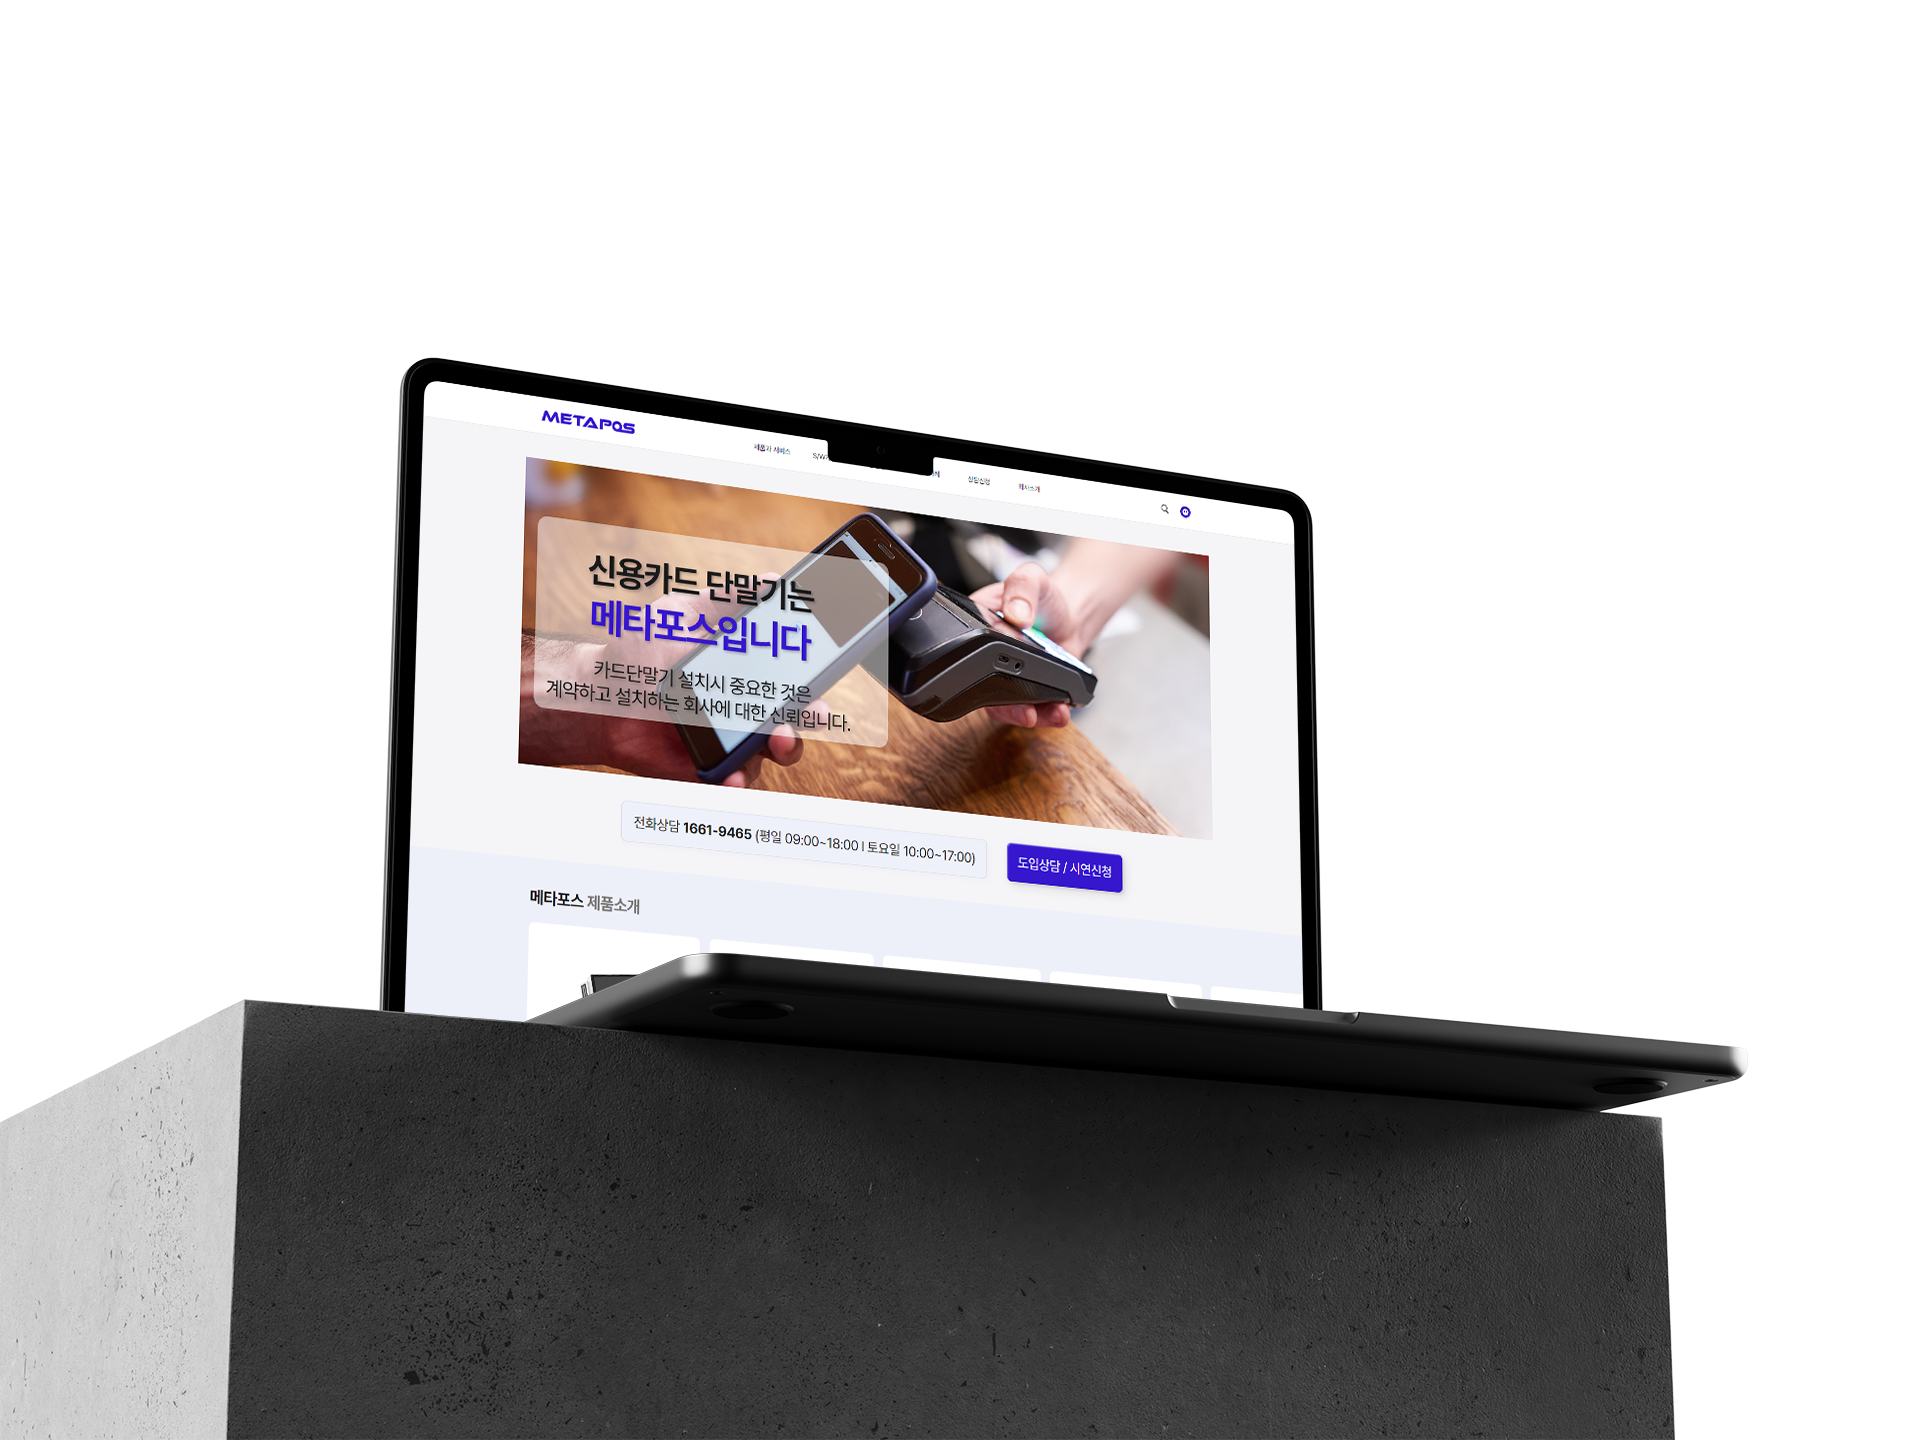 METAPOS
제품과 서비스
상담신청
회사소개
신용카드 단말기는
메타포스입니다
카드단말기 설치시 중요한 것은
계약하고 설치하는 회사에 대한 신뢰입니다.
전화상담 1661-9465 (평일 09:00~18:00 | 토요일 10:00~17:00)
도입상담 / 시연신청
메타포스 제품소개